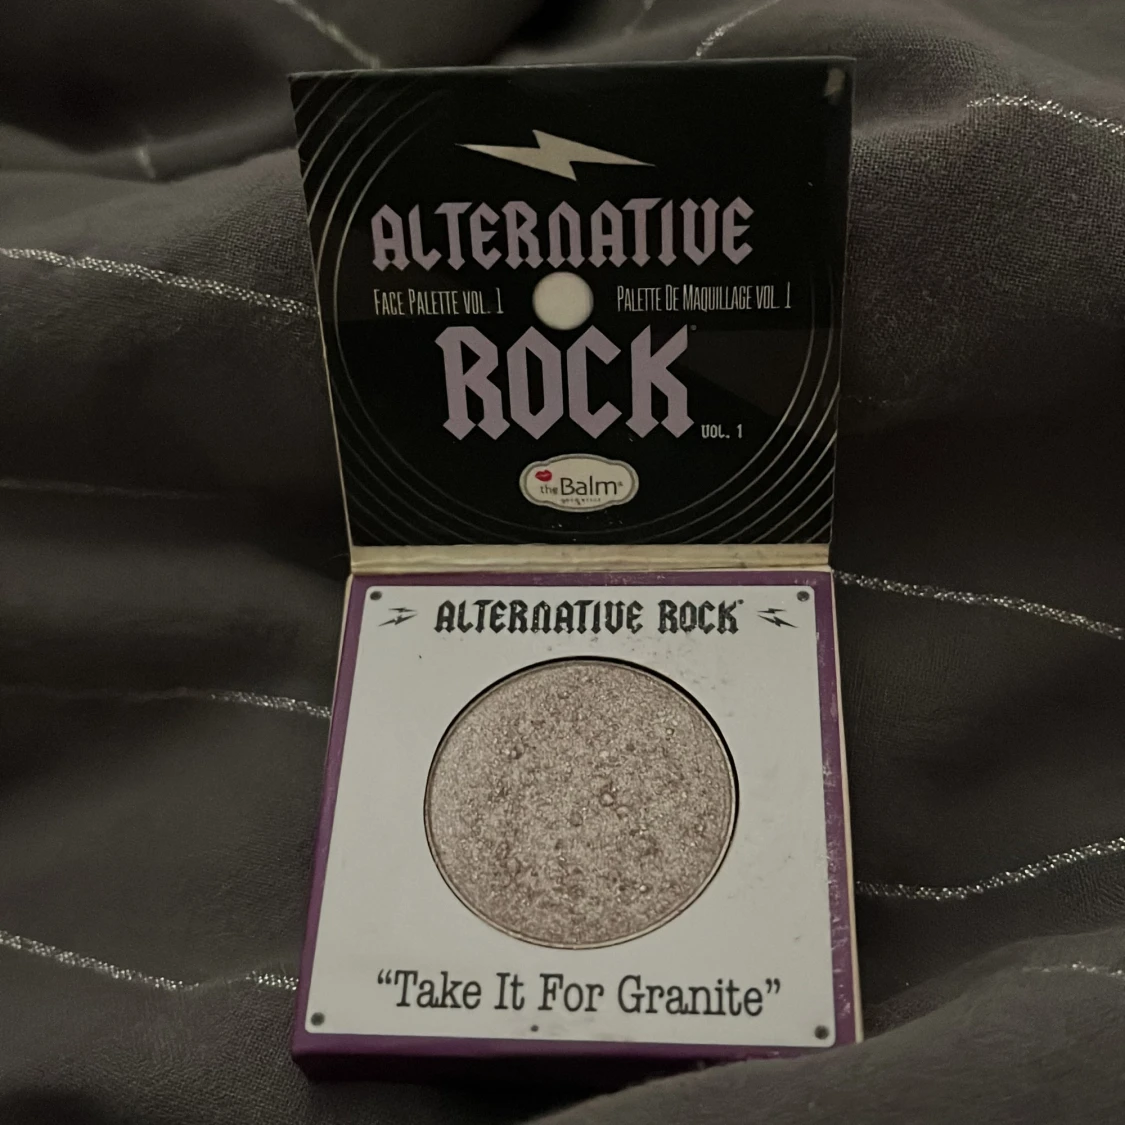 ALTERNATIVE
FACE PALETTE VOL. 1
PALETTE DE MAQUILLAGE VOL. 1
ROCK
VOL. 1
theBalm
ALTERNATIVE ROCK
“Take It For Granite”